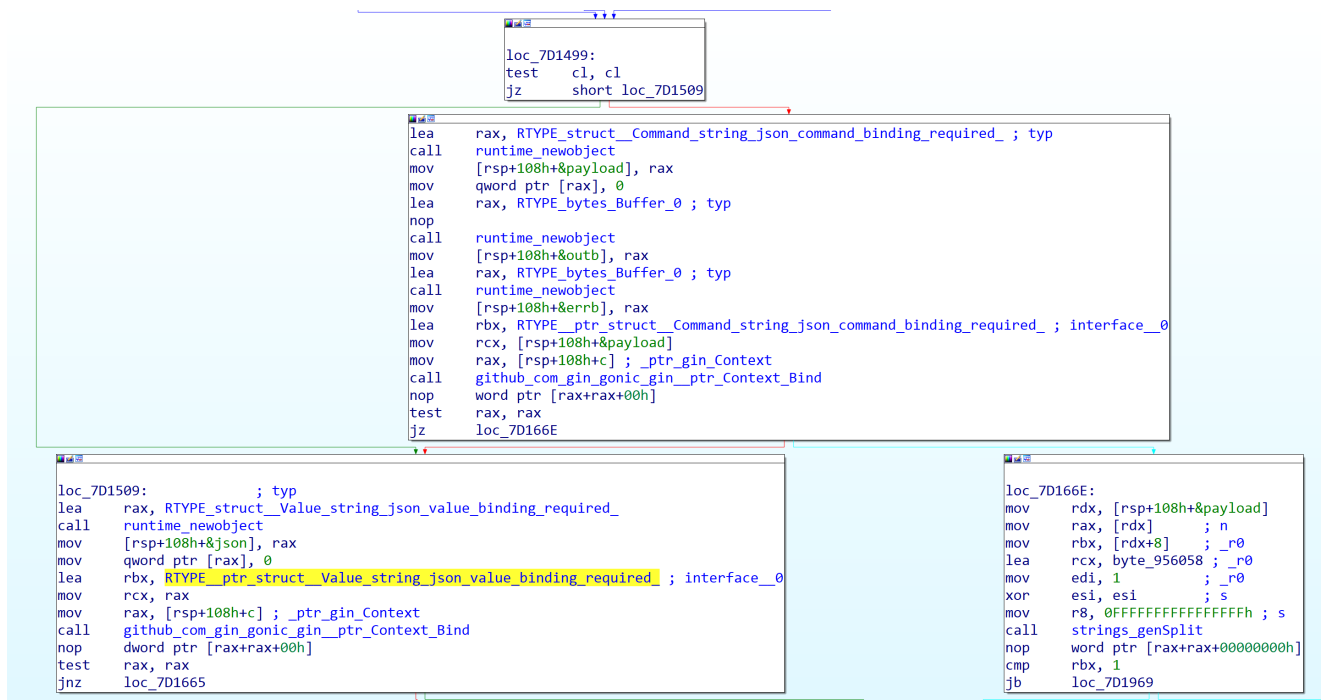 loc_7D1499:
test cl, cl
jz short loc_7D1509
lea rax, RTYPE_struct__Command_string_json_command_binding_required_ ; typ
call runtime_newobject
mov [rsp+108h+&payload], rax
mov qword ptr [rax], 0
lea rax, RTYPE_bytes_Buffer_0 ; typ
nop
call runtime_newobject
mov [rsp+108h+&outb], rax
lea rax, RTYPE_bytes_Buffer_0 ; typ
call runtime_newobject
mov [rsp+108h+&errb], rax
lea rbx, RTYPE__ptr_struct__Command_string_json_command_binding_required_ ; interface__0
mov rcx, [rsp+108h+&payload]
mov rax, [rsp+108h+c] ; _ptr_gin_Context
call github_com_gin_gonic_gin__ptr_Context_Bind
nop word ptr [rax+rax+00h]
test rax, rax
jz loc_7D166E
loc_7D1509: ; typ
lea rax, RTYPE_struct__Value_string_json_value_binding_required_
call runtime_newobject
mov [rsp+108h+&json], rax
mov qword ptr [rax], 0
lea rbx, RTYPE__ptr_struct__Value_string_json_value_binding_required_ ; interface__0
mov rcx, rax
mov rax, [rsp+108h+c] ; _ptr_gin_Context
call github_com_gin_gonic_gin__ptr_Context_Bind
nop dword ptr [rax+rax+00h]
test rax, rax
jnz loc_7D1665
loc_7D166E:
mov rdx, [rsp+108h+&payload]
mov rax, [rdx] ; n
mov rbx, [rdx+8] ; _r0
lea rcx, byte_956058 ; _r0
mov edi, 1 ; _r0
xor esi, esi ; s
mov r8, 0FFFFFFFFFFFFFFFFh ; s
call strings_genSplit
nop word ptr [rax+rax+00000000h]
cmp rbx, 1
jb loc_7D1969